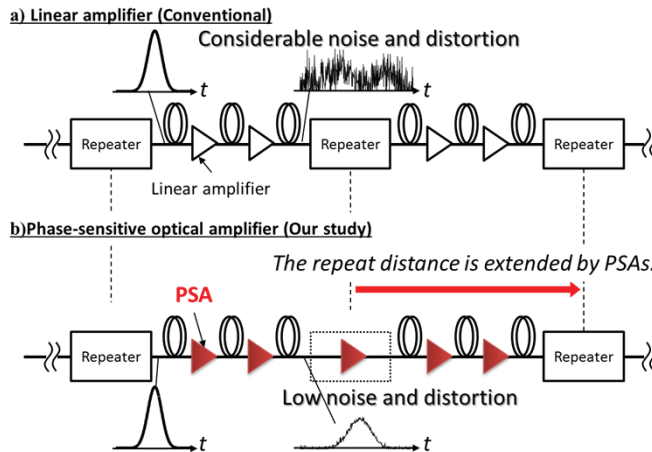 a) Linear amplifier (Conventional)
Considerable noise and distortion
t
t
Repeater
Repeater
Repeater
Linear amplifier
b)Phase-sensitive optical amplifier (Our study)
The repeat distance is extended by PSAs.
PSA
Repeater
Repeater
Low noise and distortion
t
t